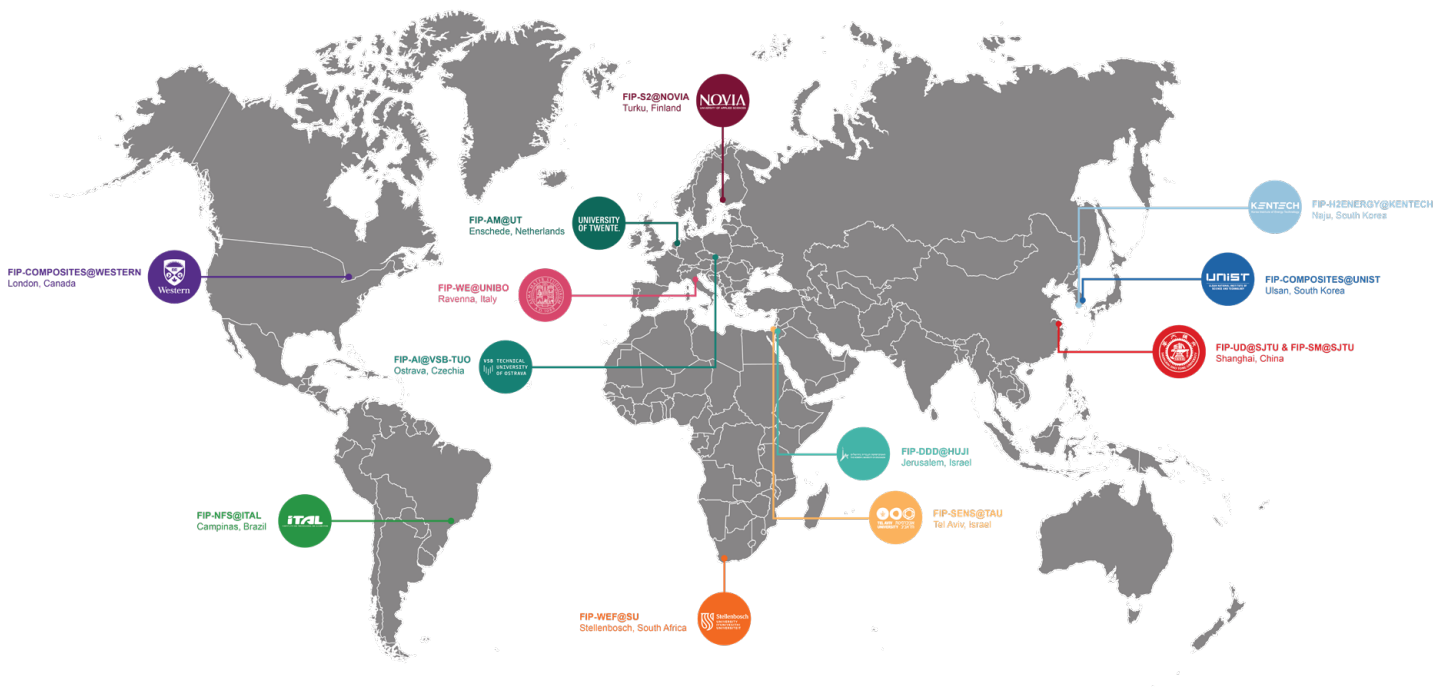 FIP-S2@NOVIA
Turku, Finland
NOVIA
FIP-AM@UT
Enschede, Netherlands
UNIVERSITY
OF TWENTE.
FIP-H2ENERGY@KENTECH
Naju, South Korea
KENTECH
FIP-COMPOSITES@WESTERN
London, Canada
Western
FIP-WE@UNIBO
Ravenna, Italy
UNIST
FIP-COMPOSITES@UNIST
Ulsan, South Korea
FIP-AI@VSB-TUO
Ostrava, Czechia
VSB TECHNICAL
UNIVERSITY
OF OSTRAVA
FIP-UD@SJTU & FIP-SM@SJTU
Shanghai, China
FIP-DDD@HUJI
Jerusalem, Israel
FIP-NFS@ITAL
Campinas, Brazil
iTAL
FIP-SENS@TAU
Tel Aviv, Israel
TEL AVIV
UNIVERSITY
FIP-WEF@SU
Stellenbosch, South Africa
Stellenbosch
UNIVERSITY